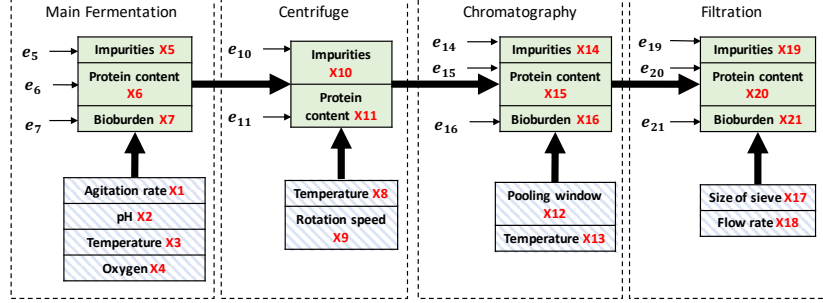 Main Fermentation
Centrifuge
Chromatography
Filtration
e5
Impurities X5
e6
Protein content
X6
e7
Bioburden X7
Agitation rate X1
pH X2
Temperature X3
Oxygen X4
e10
Impurities
X10
e11
Protein
content X11
Temperature X8
Rotation speed
X9
e14
Impurities X14
e15
Protein content
X15
e16
Bioburden X16
Pooling window
X12
Temperature X13
e19
Impurities X19
e20
Protein content
X20
e21
Bioburden X21
Size of sieve X17
Flow rate X18